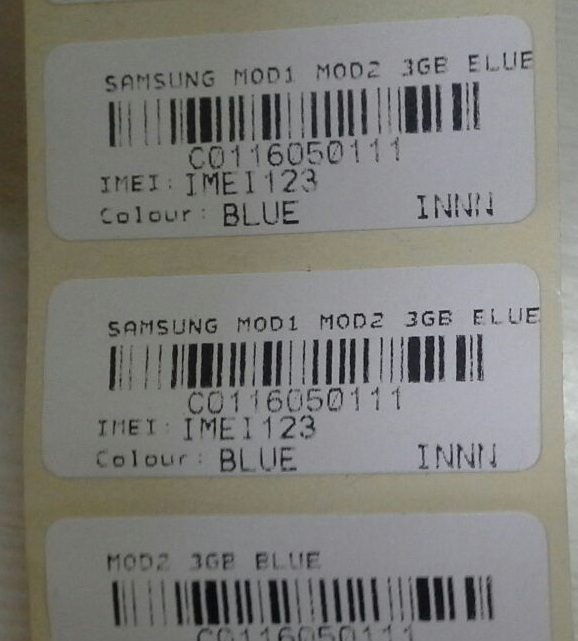 SAMSUNG MOD1 MOD2 3GB BLUE
C0116050111
IMEI: IMEI123
Colour: BLUE INNN
SAMSUNG MOD1 MOD2 3GB BLUE
C0116050111
IMEI: IMEI123
Colour: BLUE INNN
MOD2 3GB BLUE
C0116050111